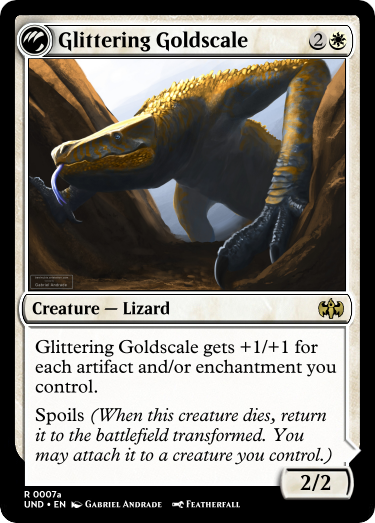 Glittering Goldscale 2
Creature — Lizard
Glittering Goldscale gets +1/+1 for
each artifact and/or enchantment you
control.
Spoils (When this creature dies, return
it to the battlefield transformed. You
may attach it to a creature you control.)
2/2
R 0007a
UND • EN Gabriel Andrade Featherfall